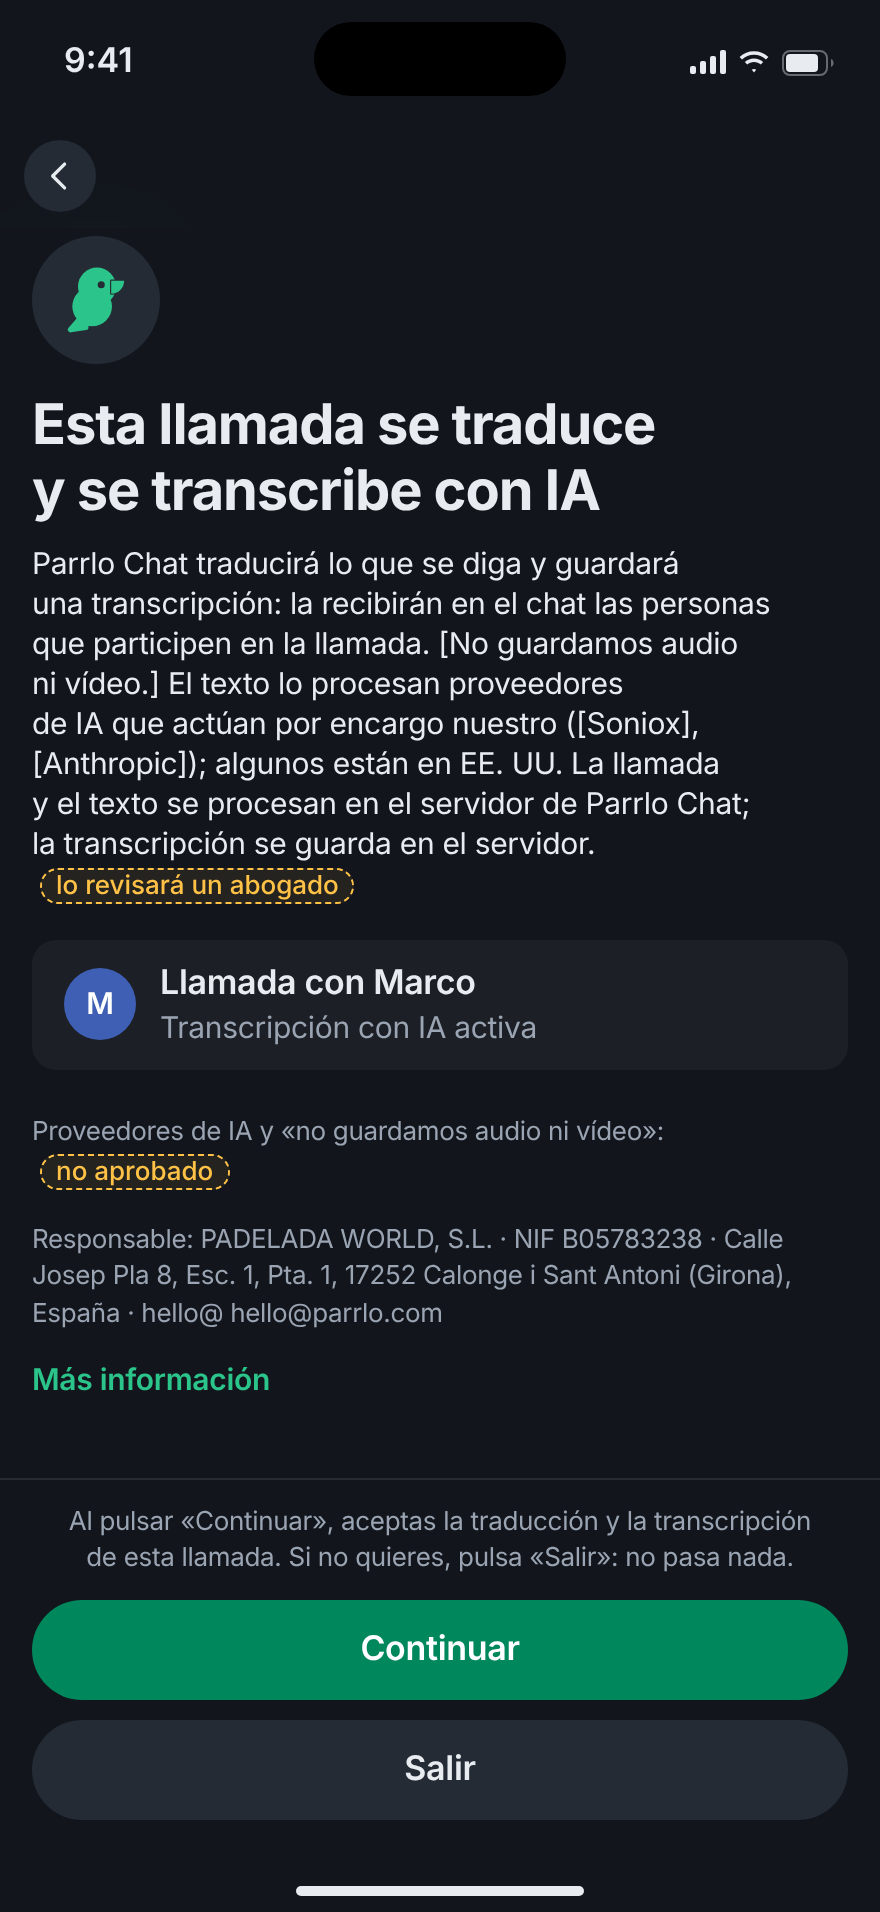 9:41
Esta llamada se traduce
y se transcribe con IA
Parrlo Chat traducirá lo que se diga y guardará
una transcripción: la recibirán en el chat las personas
que participen en la llamada. [No guardamos audio
ni vídeo.] El texto lo procesan proveedores
de IA que actúan por encargo nuestro ([Soniox],
[Anthropic]); algunos están en EE. UU. La llamada
y el texto se procesan en el servidor de Parrlo Chat;
la transcripción se guarda en el servidor.
lo revisará un abogado
M
Llamada con Marco
Transcripción con IA activa
Proveedores de IA y «no guardamos audio ni vídeo»:
no aprobado
Responsable: PADELADA WORLD, S.L. · NIF B05783238 · Calle
Josep Pla 8, Esc. 1, Pta. 1, 17252 Calonge i Sant Antoni (Girona),
España · hello@ hello@parrlo.com
Más información
Al pulsar «Continuar», aceptas la traducción y la transcripción
de esta llamada. Si no quieres, pulsa «Salir»: no pasa nada.
Continuar
Salir